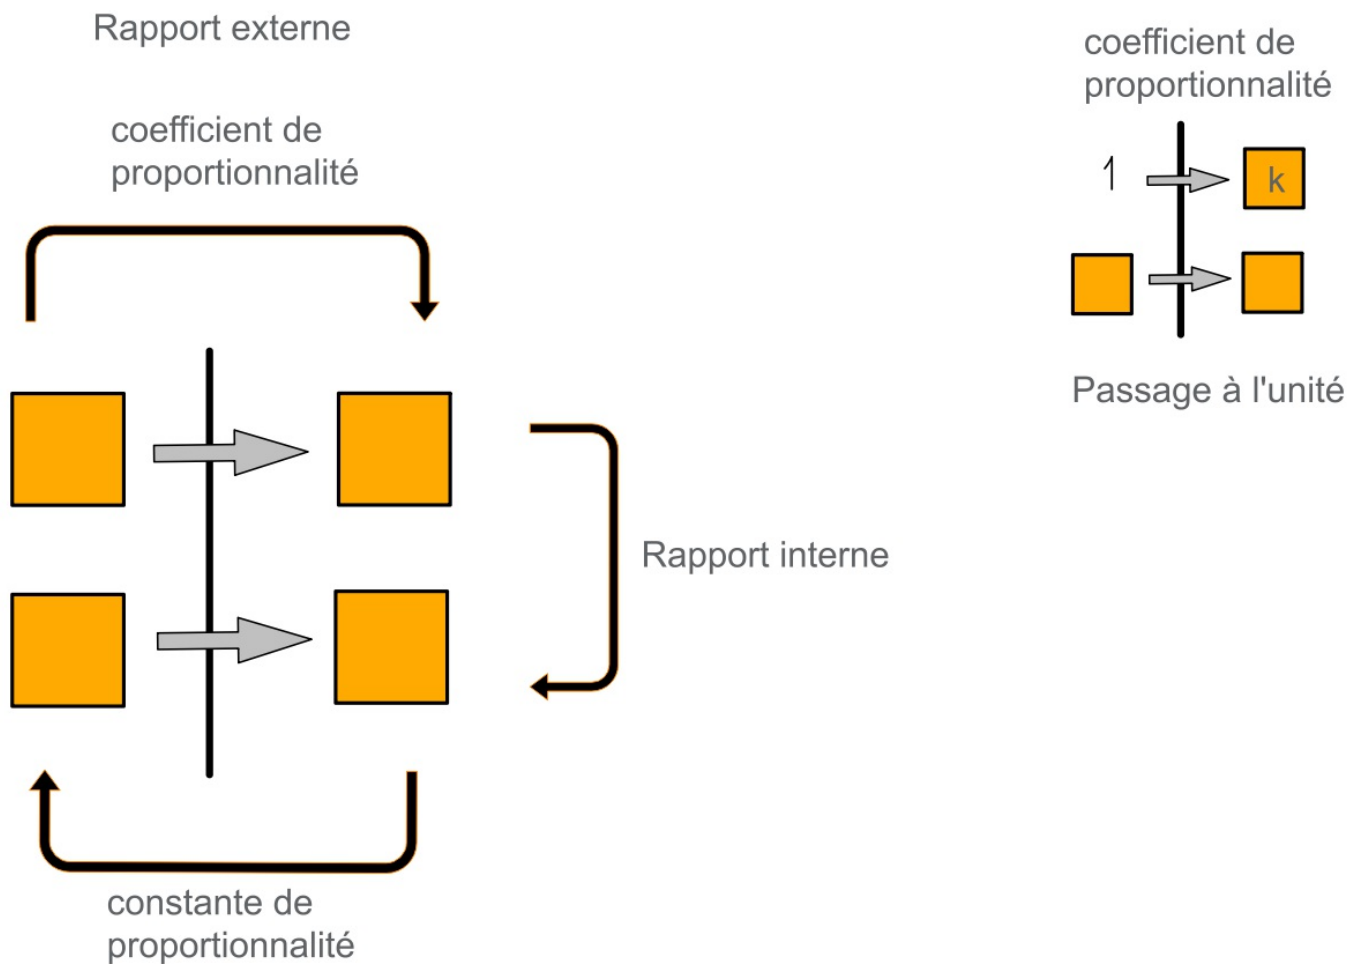 Rapport externe
coefficient de
proportionnalité
Rapport interne
constante de
proportionnalité
coefficient de
proportionnalité
1
k
Passage à l'unité